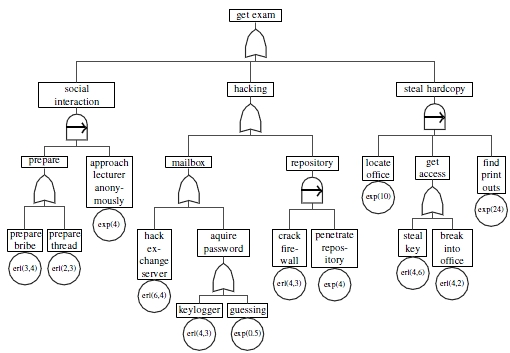 get exam
social
interaction
hacking
steal hardcopy
prepare
approach
lecturer
anony-
mously
mailbox
repository
locate
office
get
access
find
print
outs
exp(10)
exp(24)
exp(4)
prepare
bribe
prepare
thread
hack
ex-
change
server
aquire
password
crack
fire-
wall
penetrate
repos-
itory
steal
key
break
into
office
erl(3,4)
erl(2,3)
erl(6,4)
erl(4,3)
exp(4)
erl(4,6)
erl(4,2)
keylogger
guessing
erl(4,3)
exp(0.5)